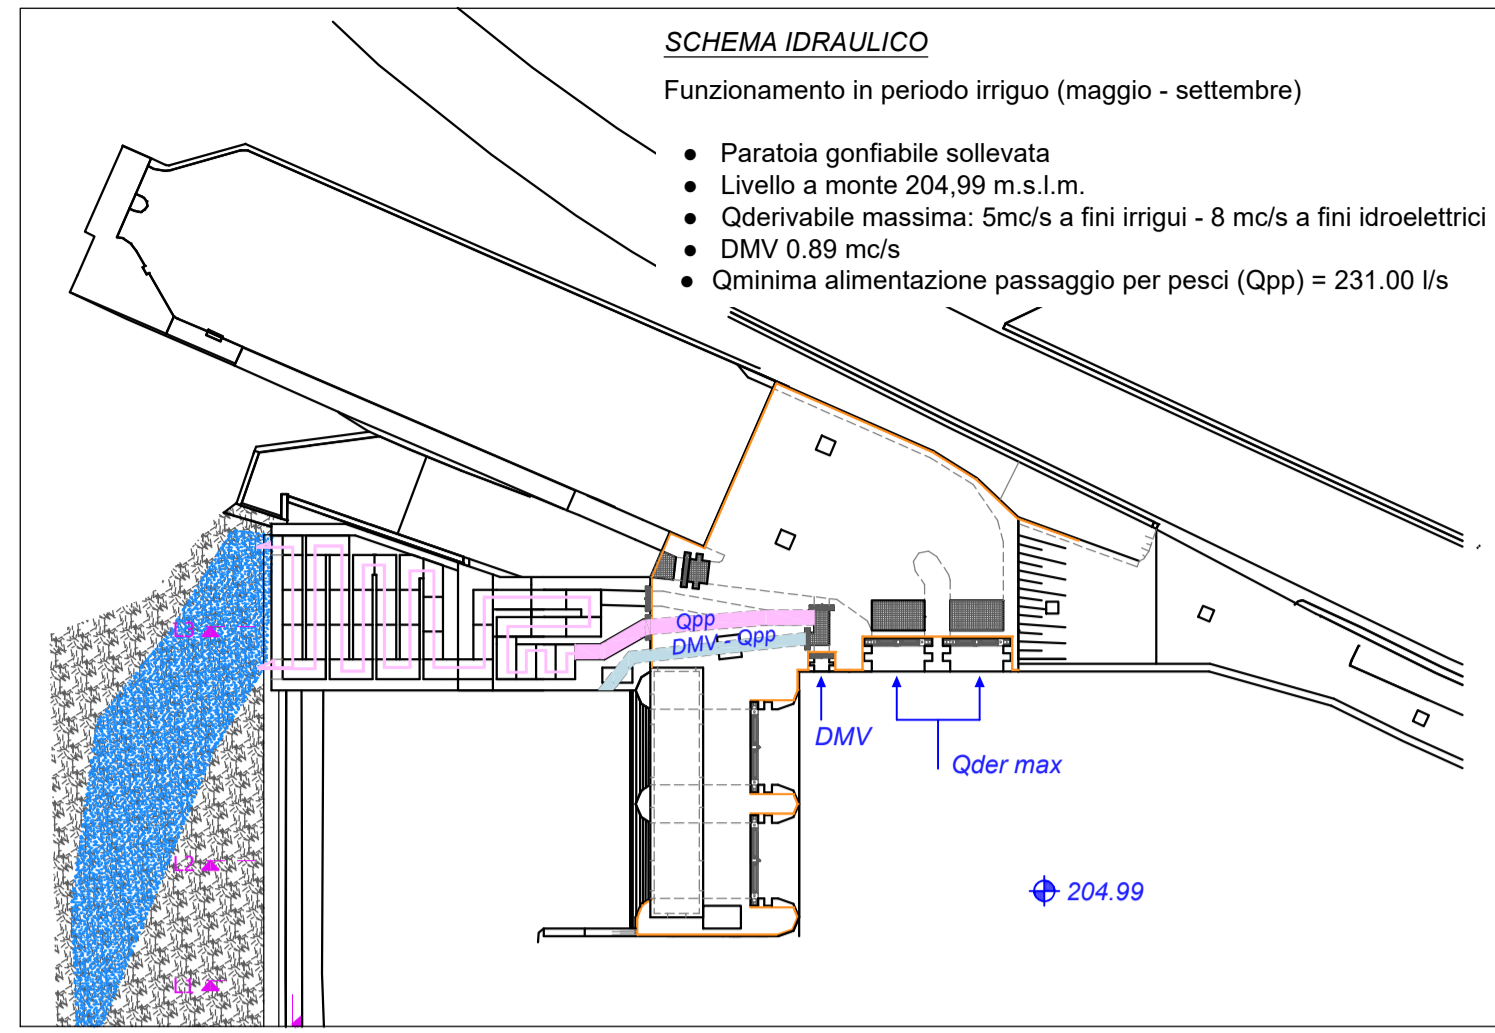 SCHEMA IDRAULICO
Funzionamento in periodo irriguo (maggio - settembre)
● Paratoia gonfiabile sollevata
● Livello a monte 204,99 m.s.l.m.
● Qderivabile massima: 5mc/s a fini irrigui - 8 mc/s a fini idroelettrici
● DMV 0.89 mc/s
● Qminima alimentazione passaggio per pesci (Qpp) = 231.00 l/s
Qpp
DMV - Qpp
L3
DMV
Qder max
L2
204.99
L1